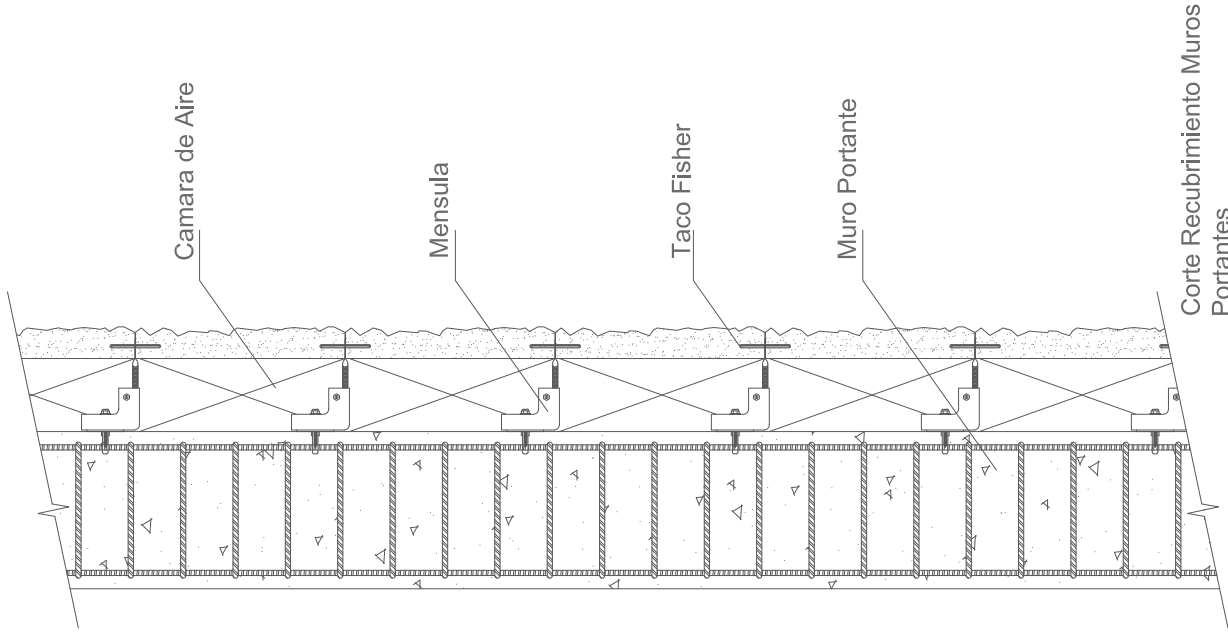 Camara de Aire
Mensula
Taco Fisher
Muro Portante
Corte Recubrimiento Muros
Portantes